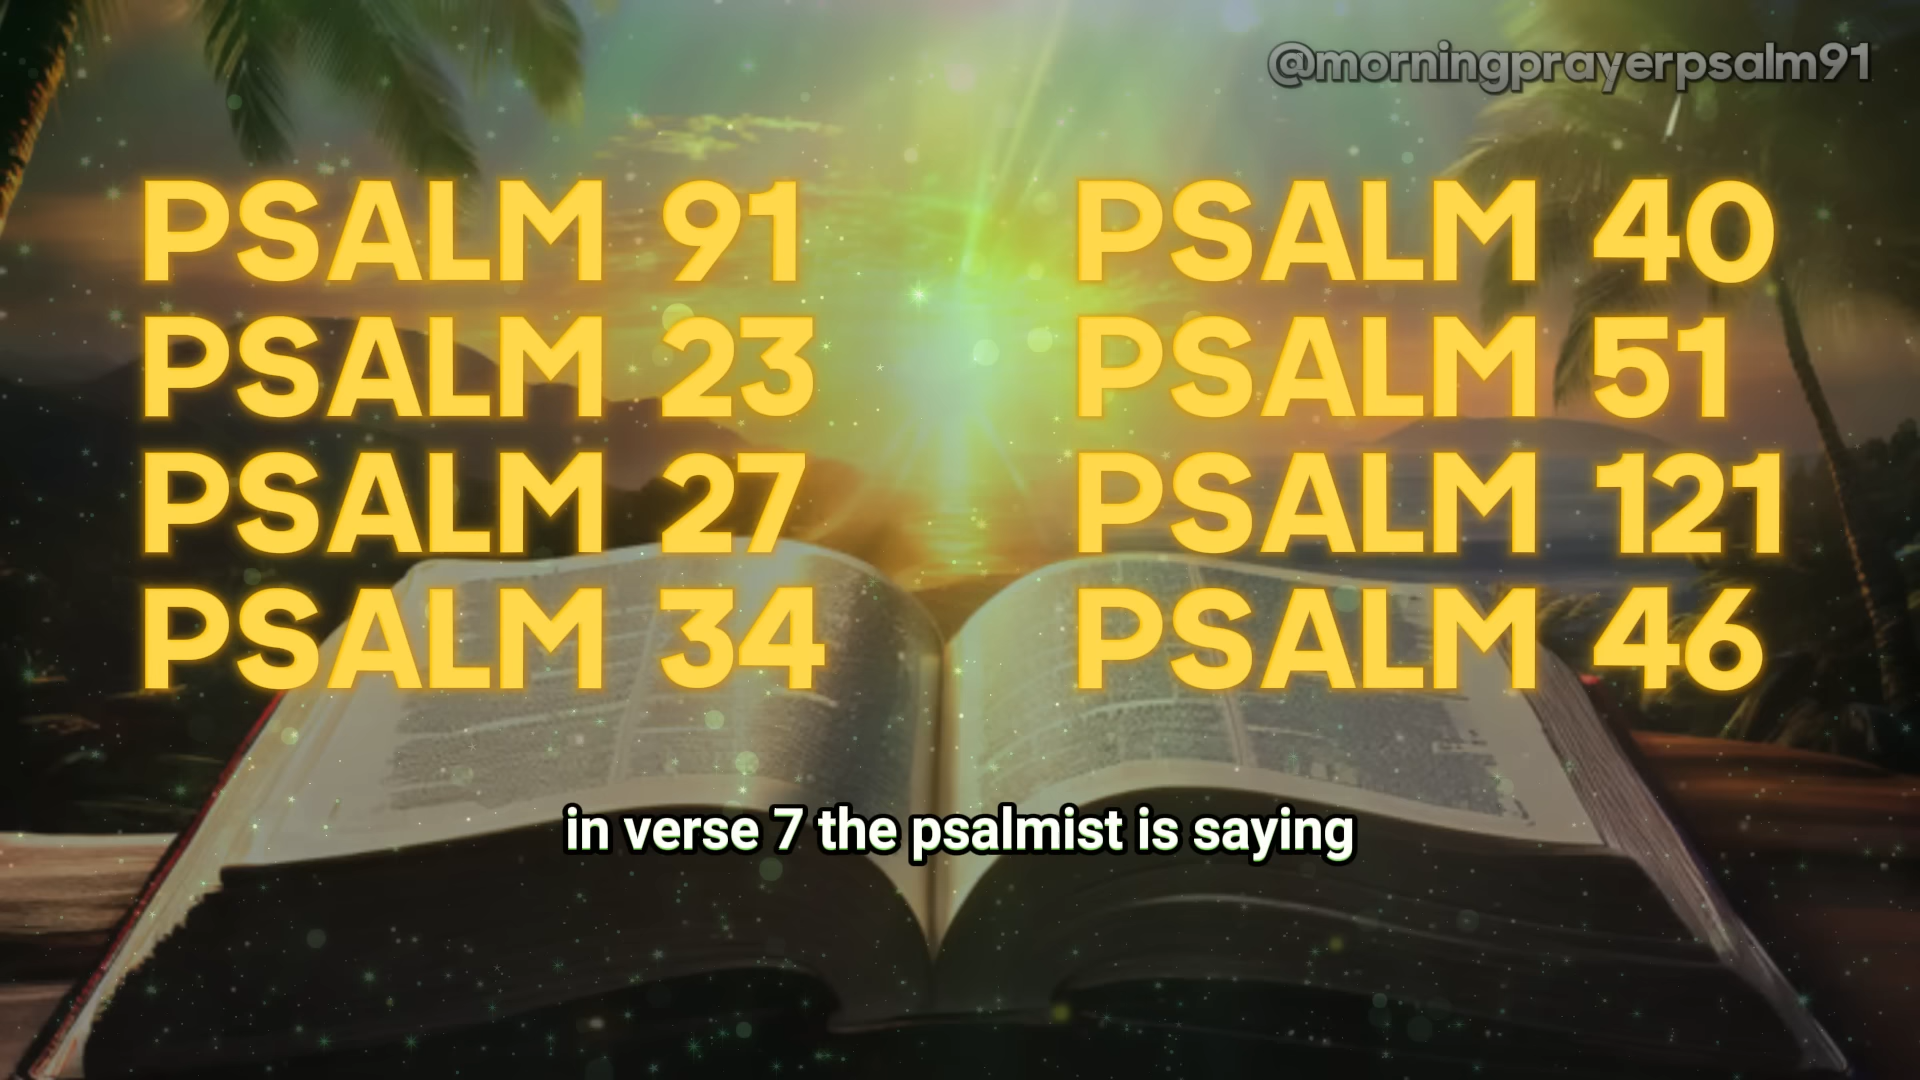 @morningprayerpsalm91
PSALM 91
PSALM 23
PSALM 27
PSALM 34
PSALM 40
PSALM 51
PSALM 121
PSALM 46
in verse 7 the psalmist is saying